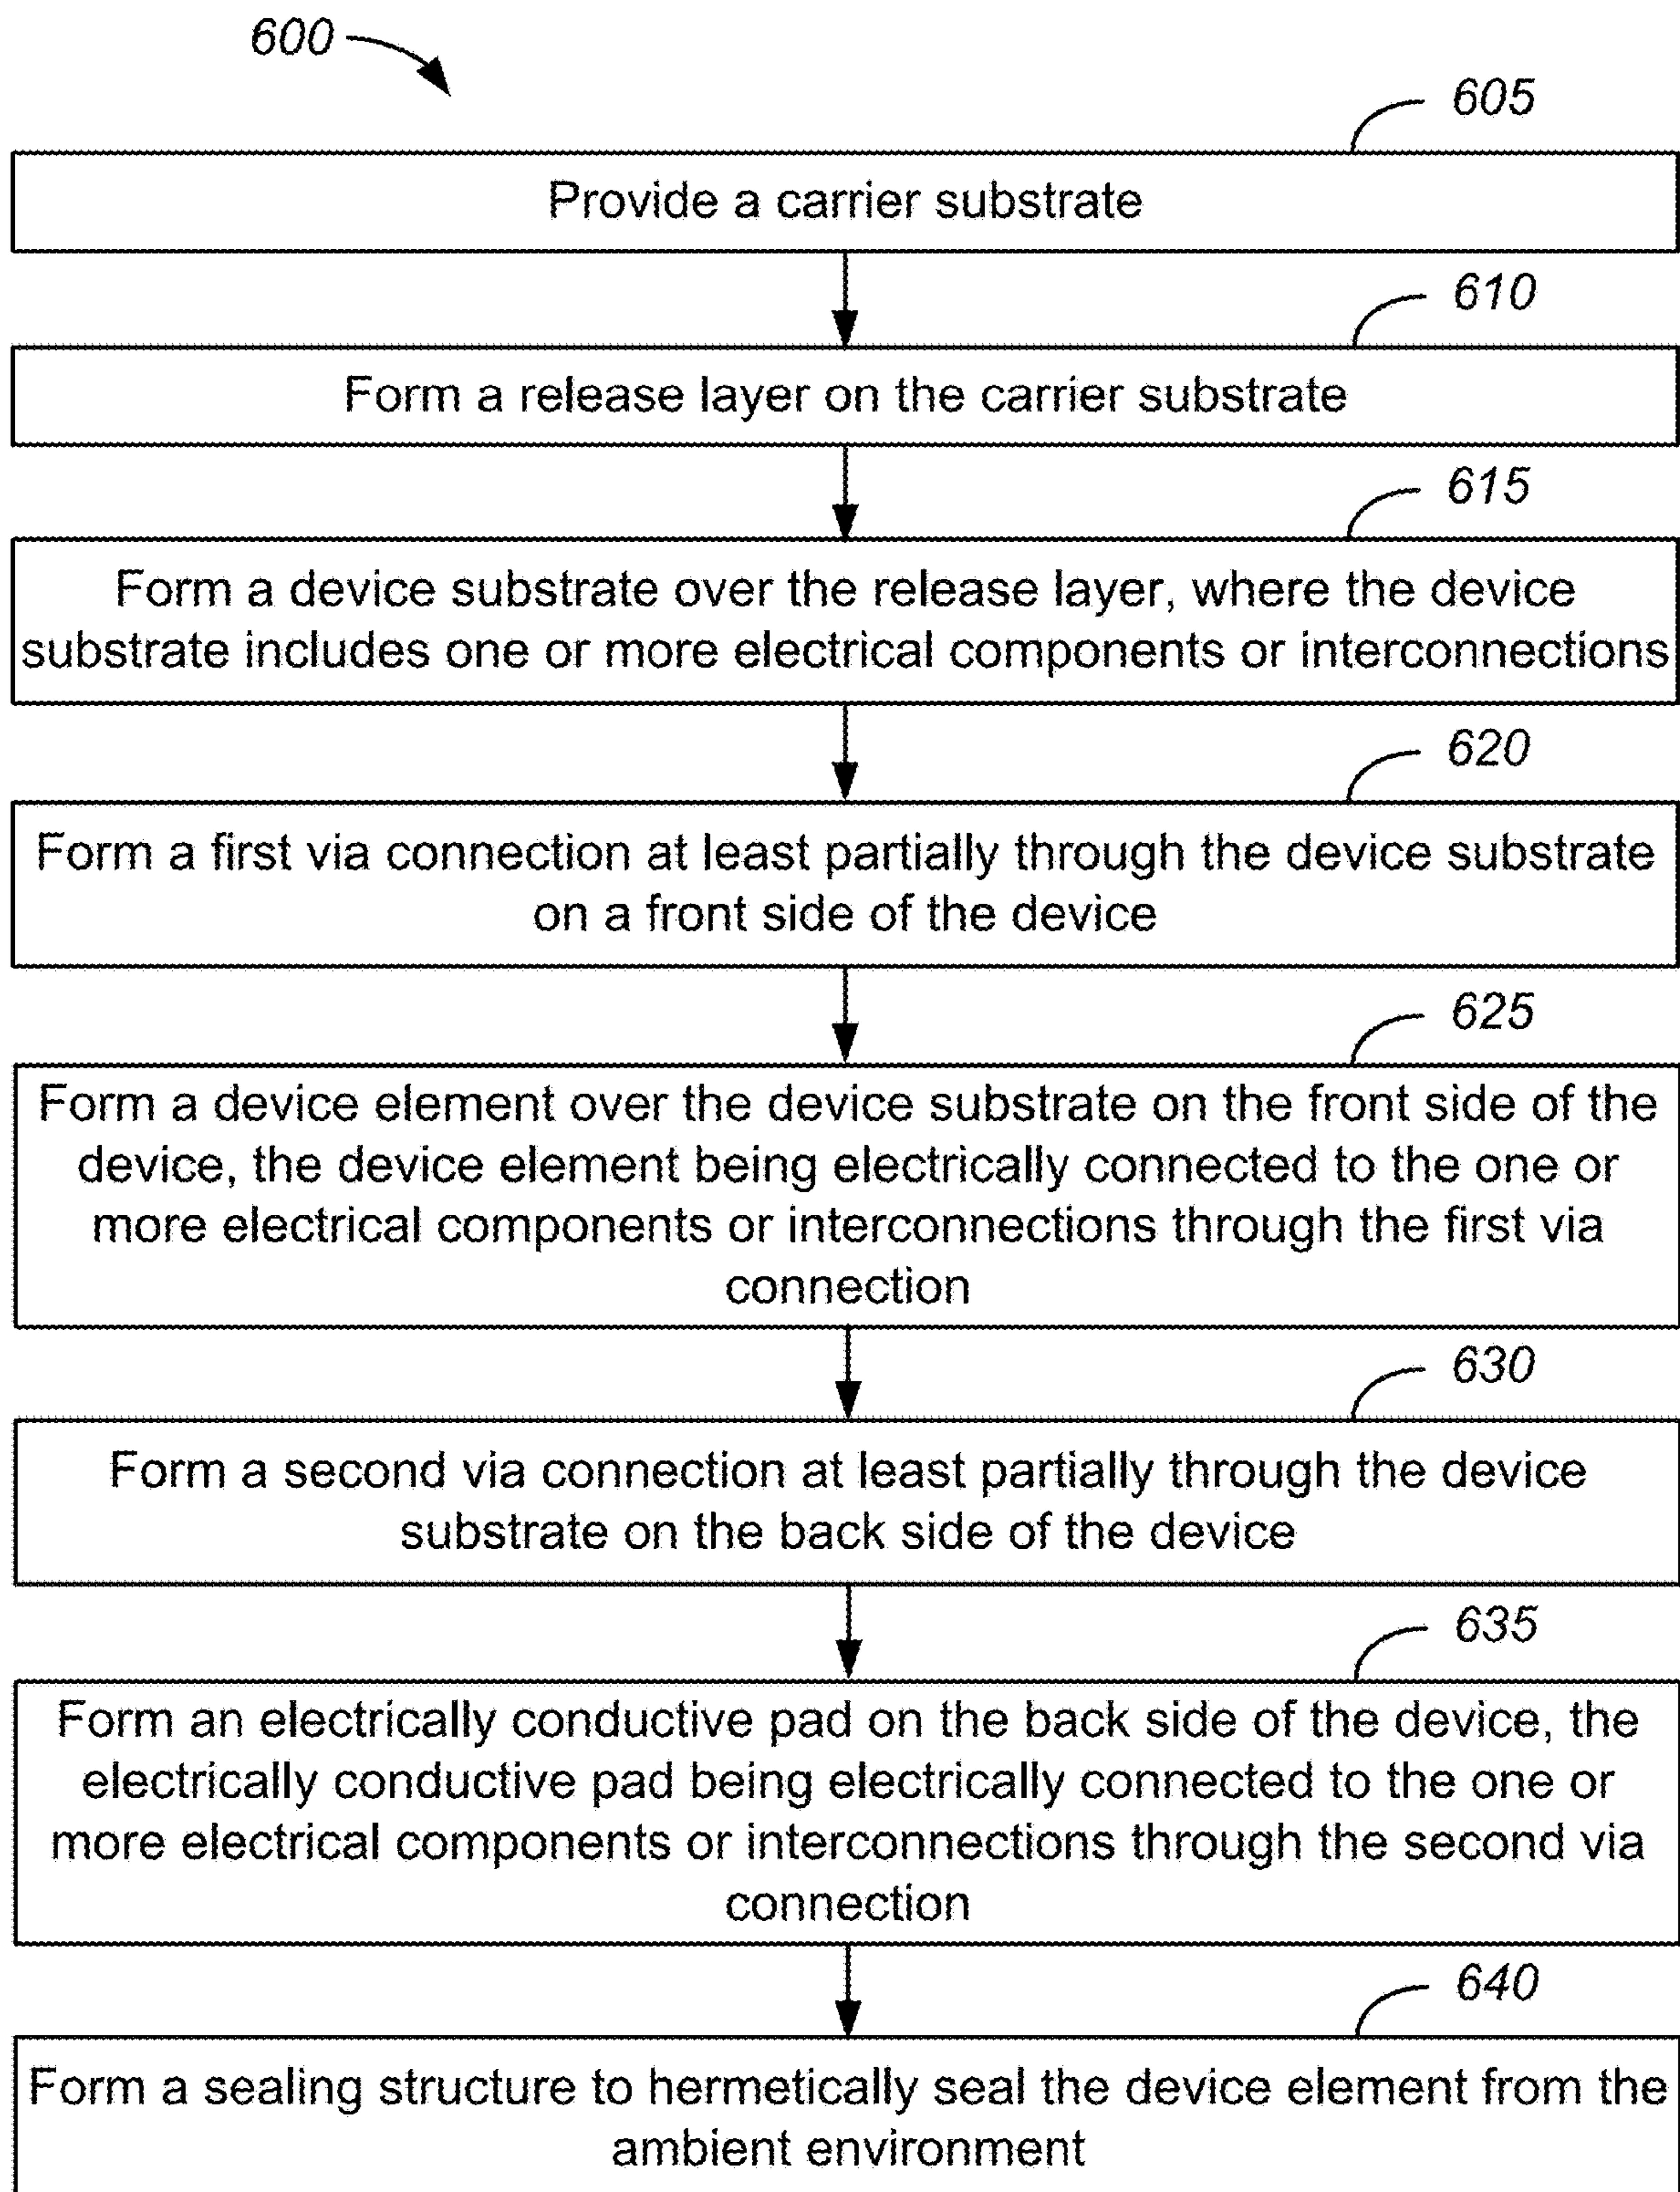 600
605
Provide a carrier substrate
610
Form a release layer on the carrier substrate
615
Form a device substrate over the release layer, where the device
substrate includes one or more electrical components or interconnections
620
Form a first via connection at least partially through the device substrate
on a front side of the device
625
Form a device element over the device substrate on the front side of the
device, the device element being electrically connected to the one or
more electrical components or interconnections through the first via
connection
630
Form a second via connection at least partially through the device
substrate on the back side of the device
635
Form an electrically conductive pad on the back side of the device, the
electrically conductive pad being electrically connected to the one or
more electrical components or interconnections through the second via
connection
640
Form a sealing structure to hermetically seal the device element from the
ambient environment